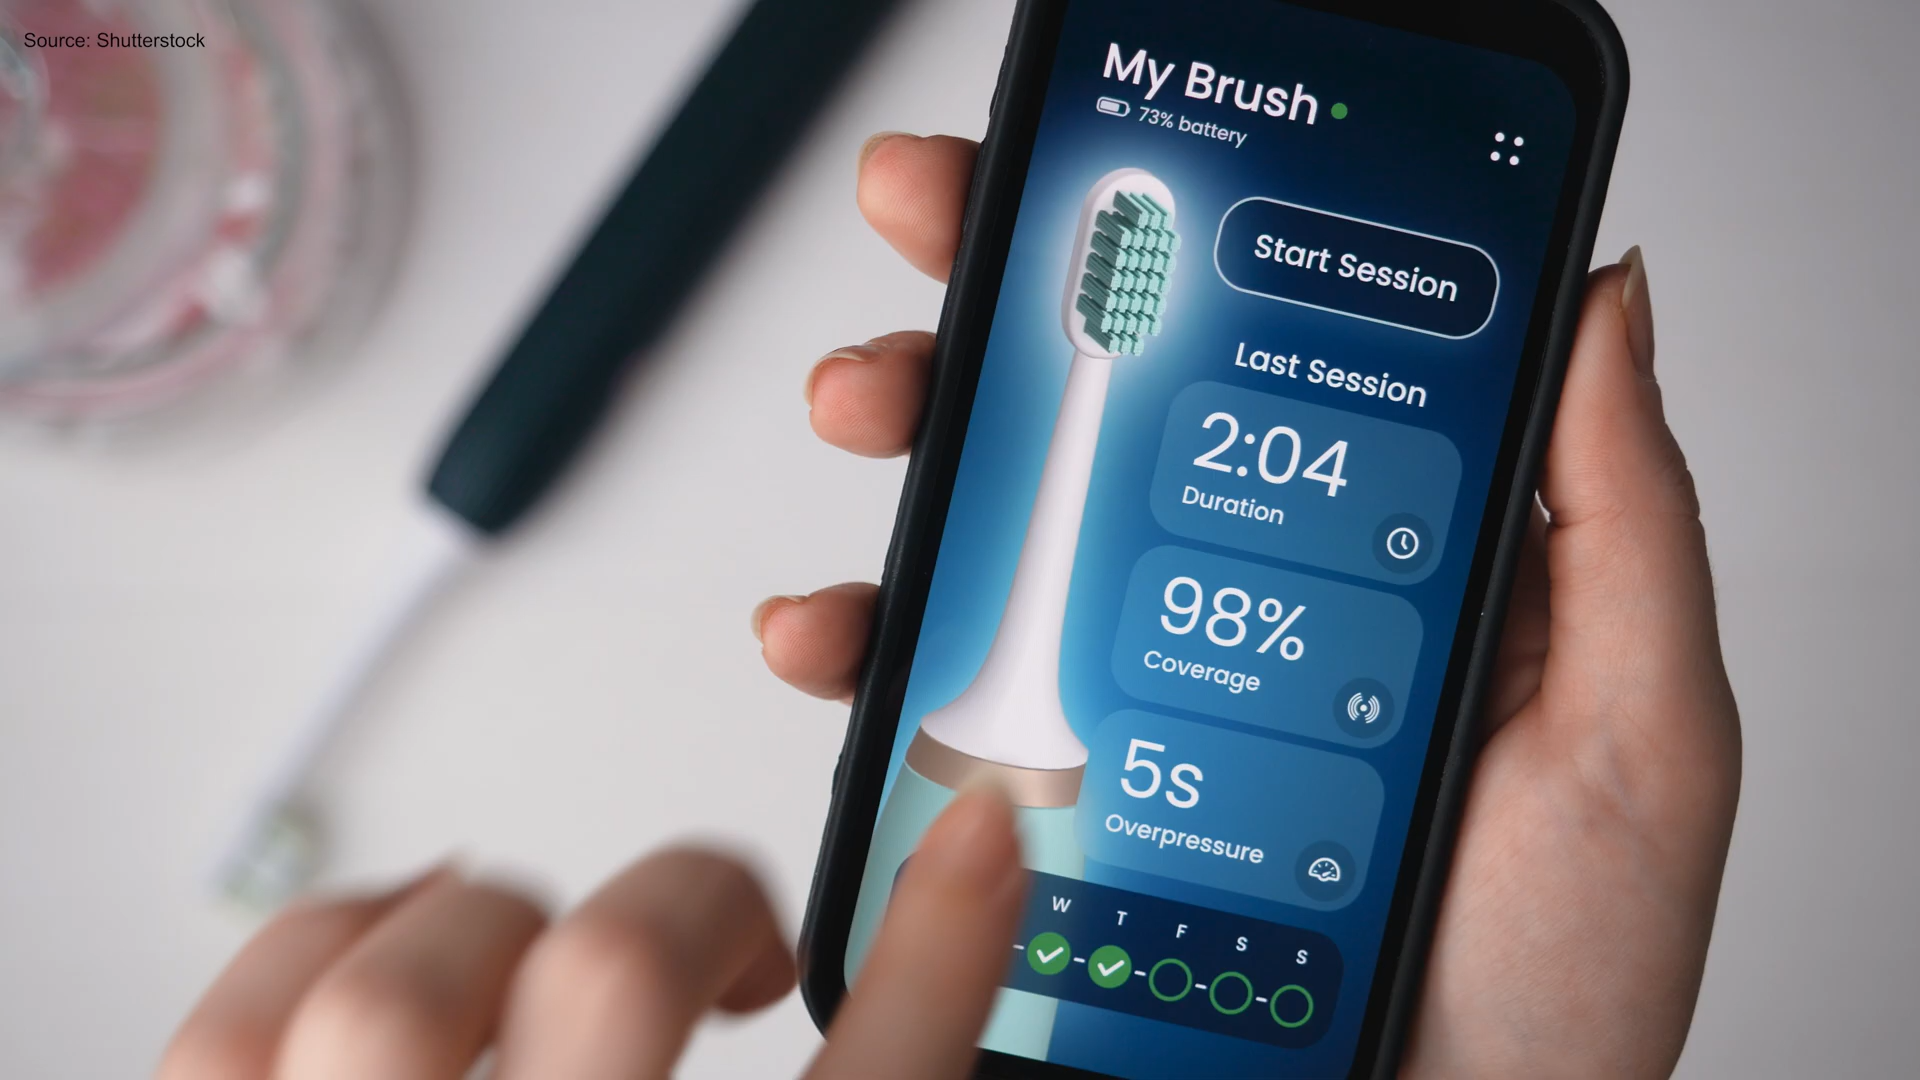 Source: Shutterstock
My Brush
73% battery
Start Session
Last Session
2:04
Duration
98%
Coverage
5s
Overpressure
W T F S S